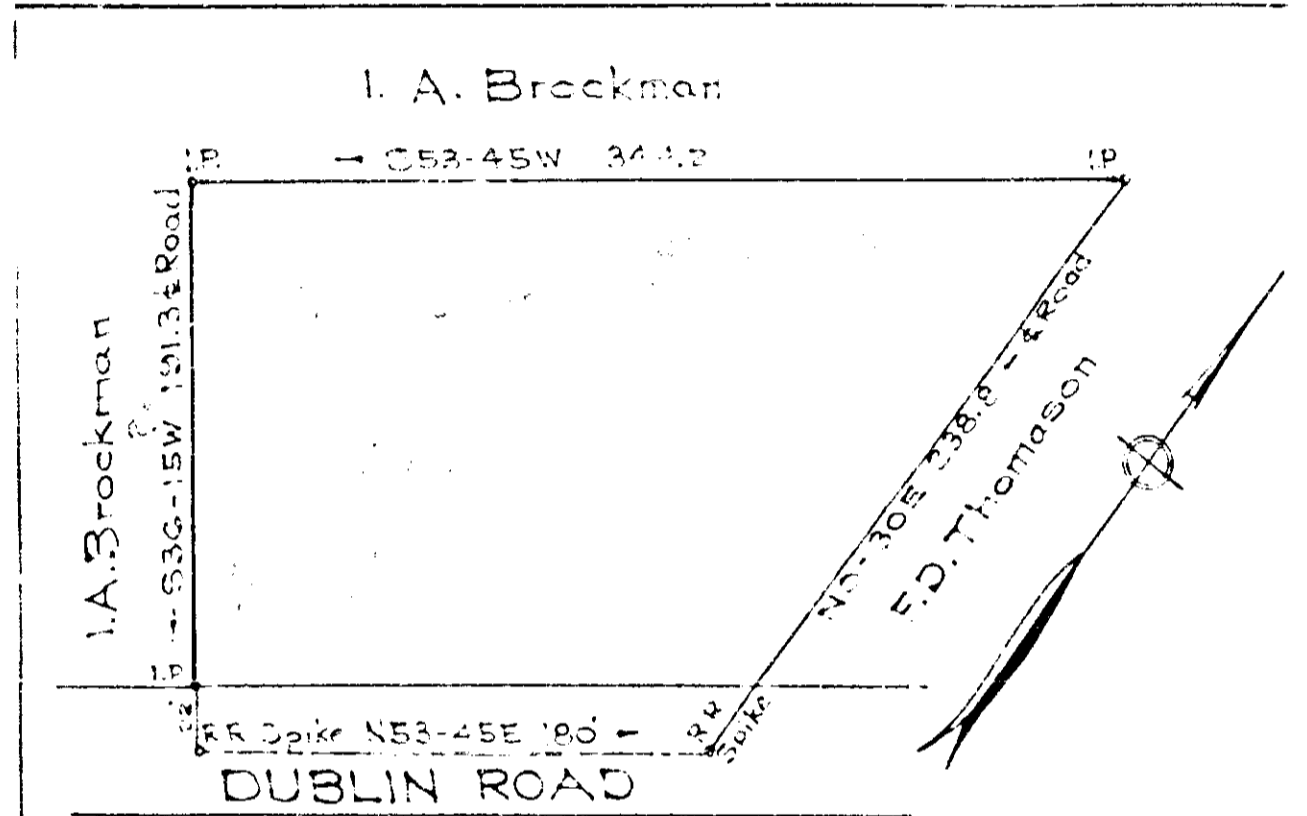 I. A. Brockman
I.P.
S53-45W 344.2
I.P.
I.A. Brockman
S36-15W 191.3 ℄ Road
I.P.
RR Spike N53-45E 180'
RR Spike
30E 238.8 - ℄ Road
F.D. Thomason
DUBLIN ROAD